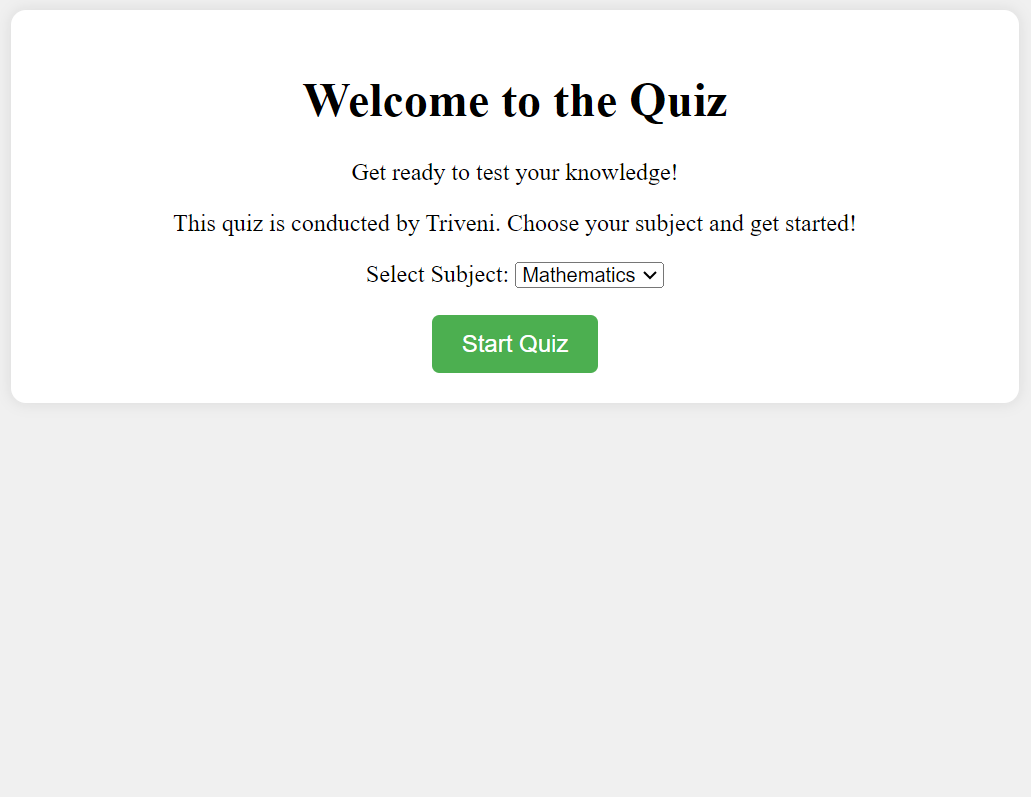 Welcome to the Quiz
Get ready to test your knowledge!
This quiz is conducted by Triveni. Choose your subject and get started!
Select Subject: Mathematics
Start Quiz